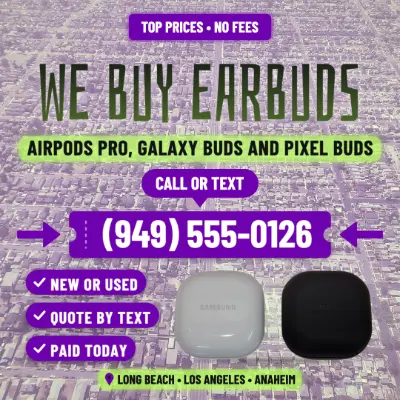 TOP PRICES • NO FEES
WE BUY EARBUDS
AIRPODS PRO, GALAXY BUDS AND PIXEL BUDS
CALL OR TEXT
(949) 555-0126
NEW OR USED
QUOTE BY TEXT
PAID TODAY
SAMSUNG
LONG BEACH • LOS ANGELES • ANAHEIM